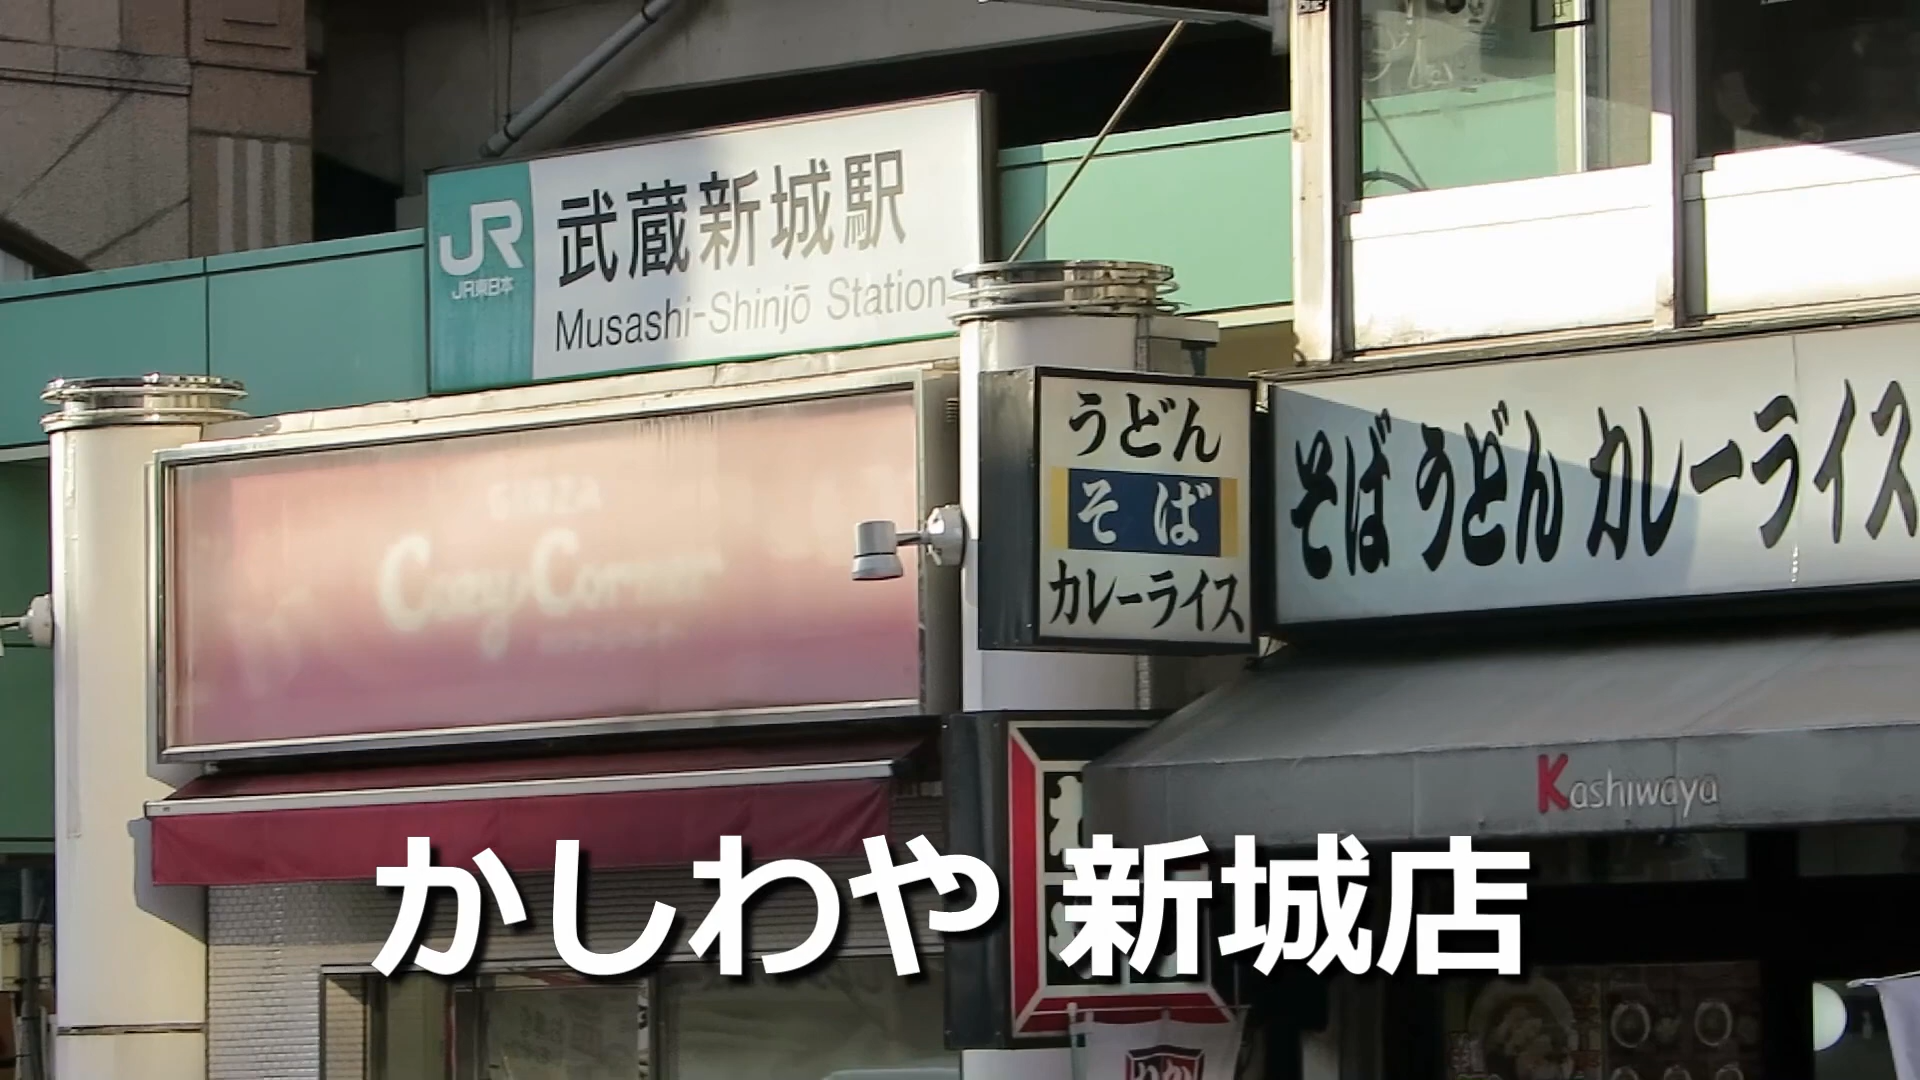 JR
JR東日本
武蔵新城駅
Musashi-Shinjō Station
GINZA
Cozy Corner
うどん
そば
カレーライス
そば うどん カレーライス
Kashiwaya
かしわや 新城店